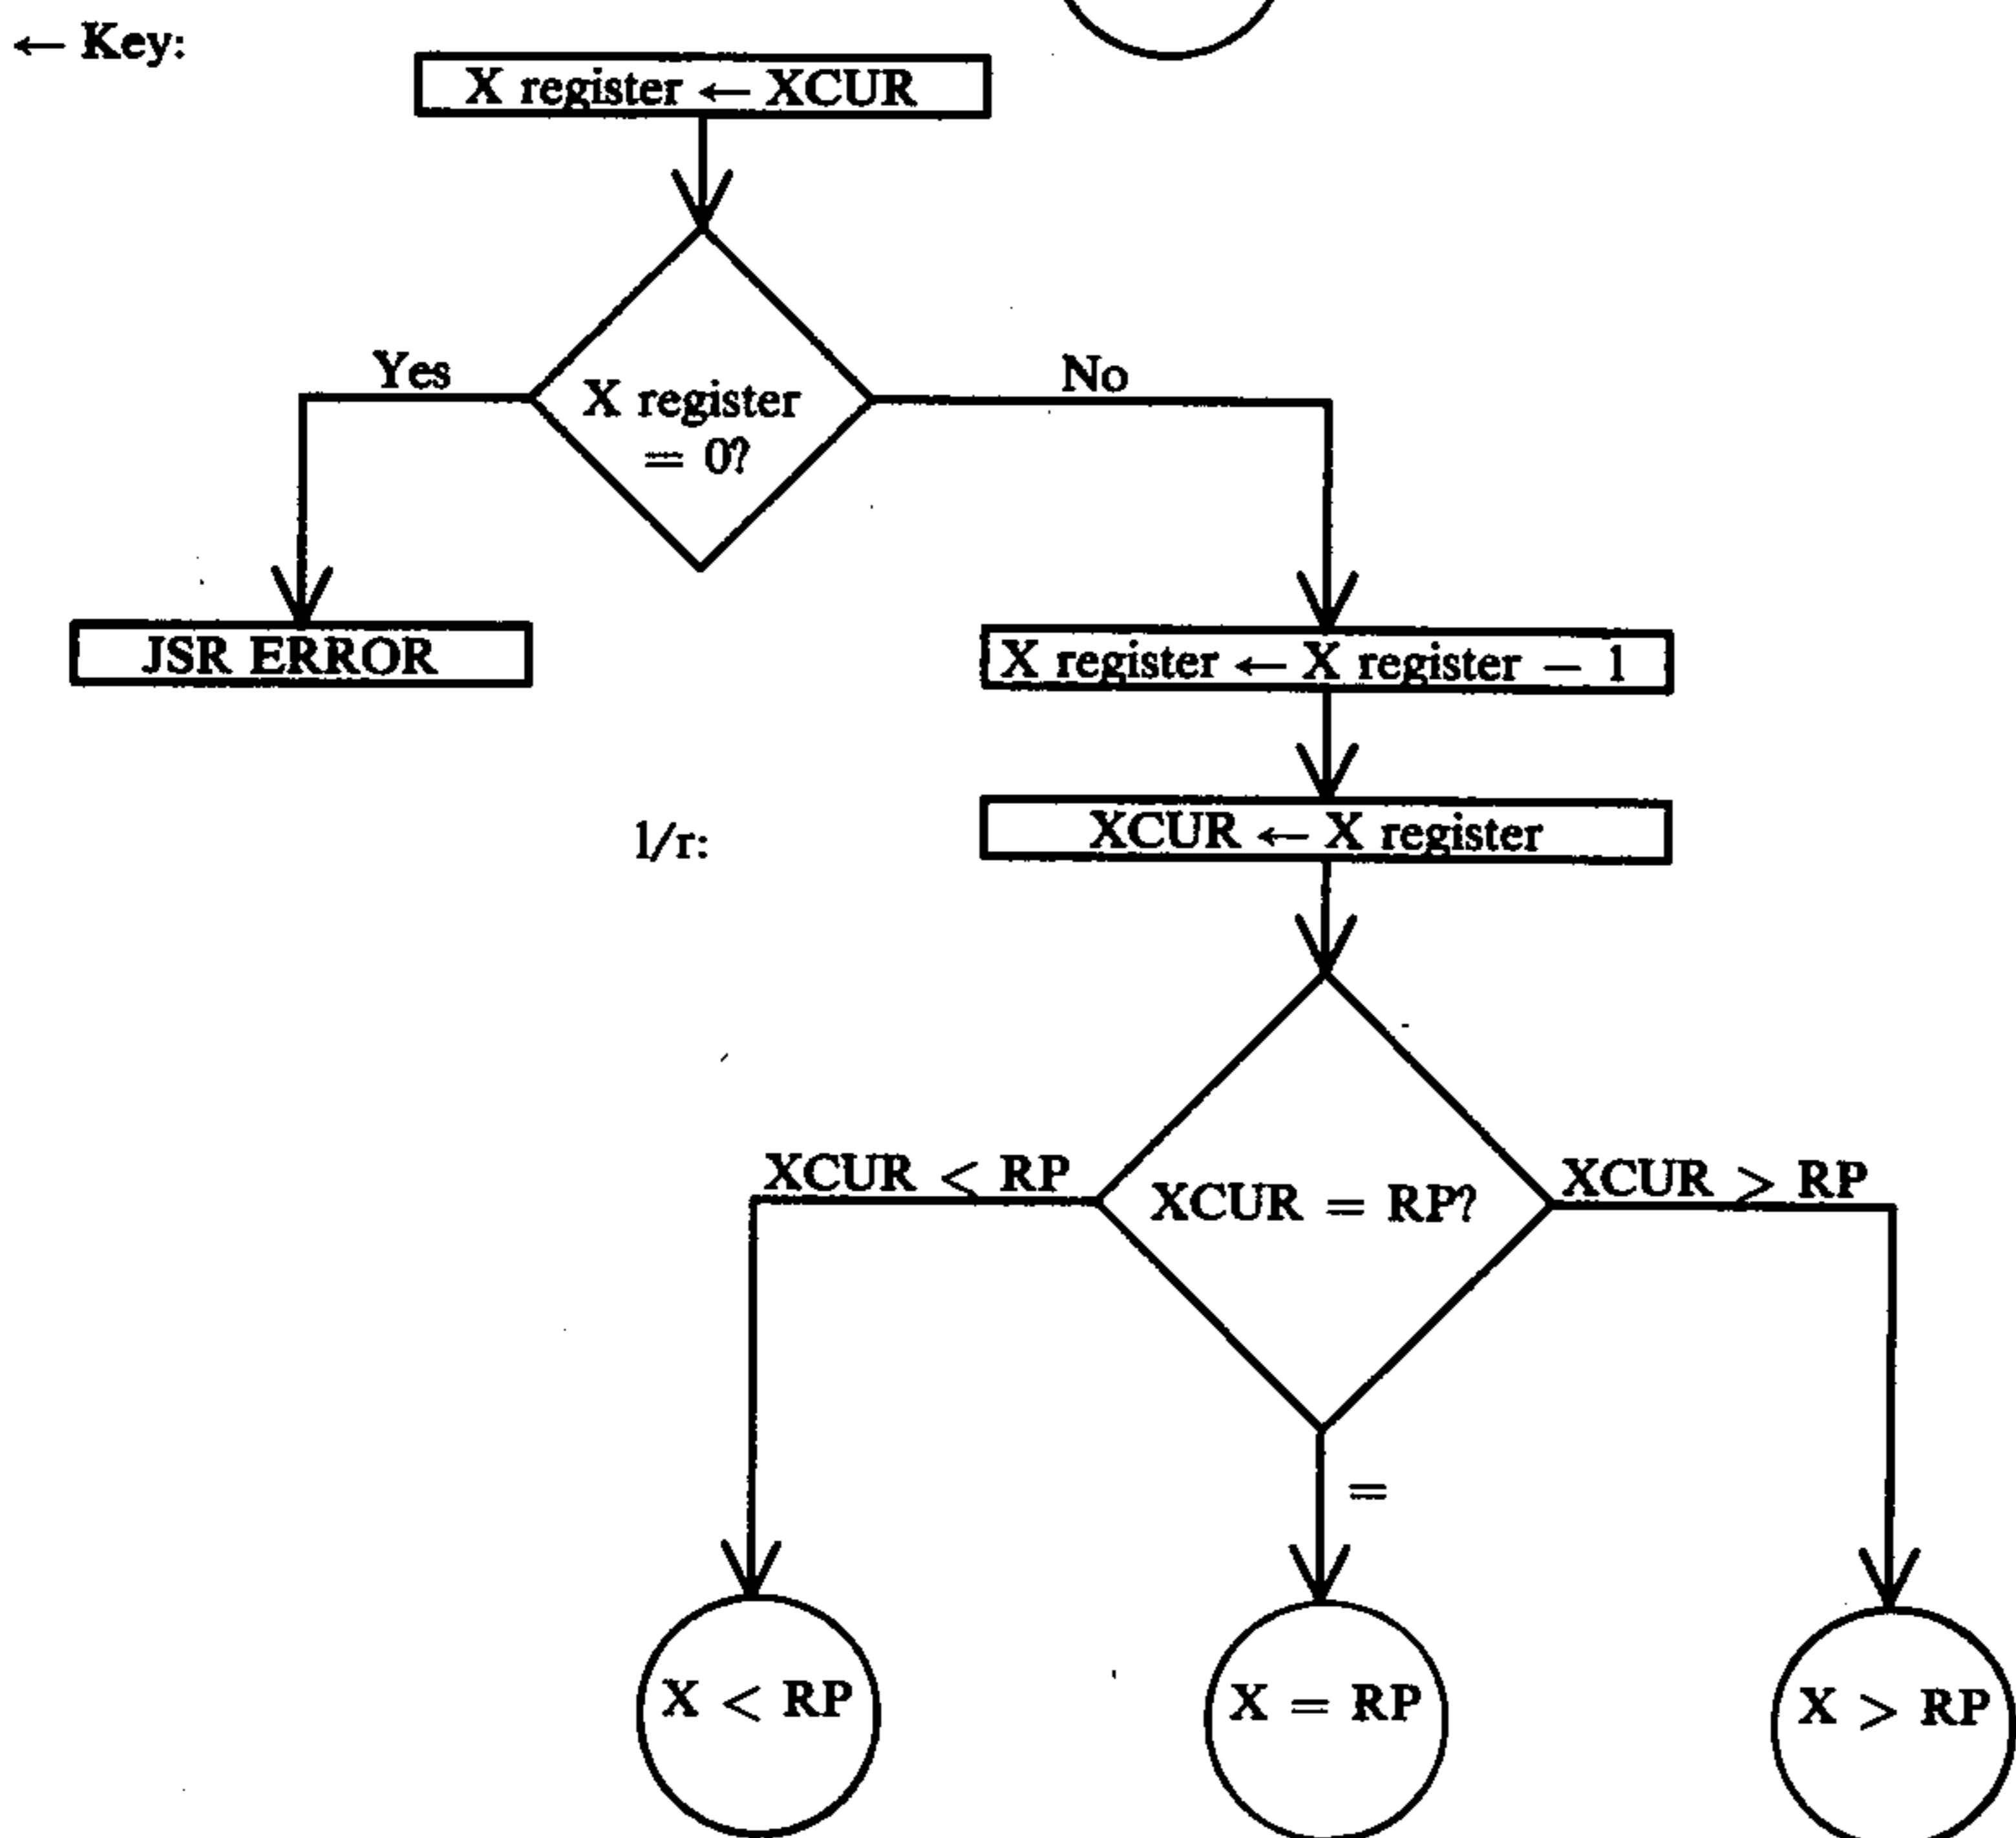 ← Key:
X register ← XCUR
Yes
No
X register
= 0?
JSR ERROR
X register ← X register − 1
l/r:
XCUR ← X register
XCUR < RP
XCUR = RP?
XCUR > RP
=
X < RP
X = RP
X > RP